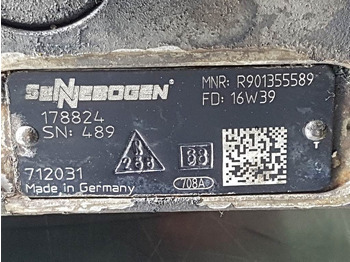 SENNEBOGEN
MNR: R901355589
178824
FD: 16W39
SN: 489
712031
Made in Germany
708A
T